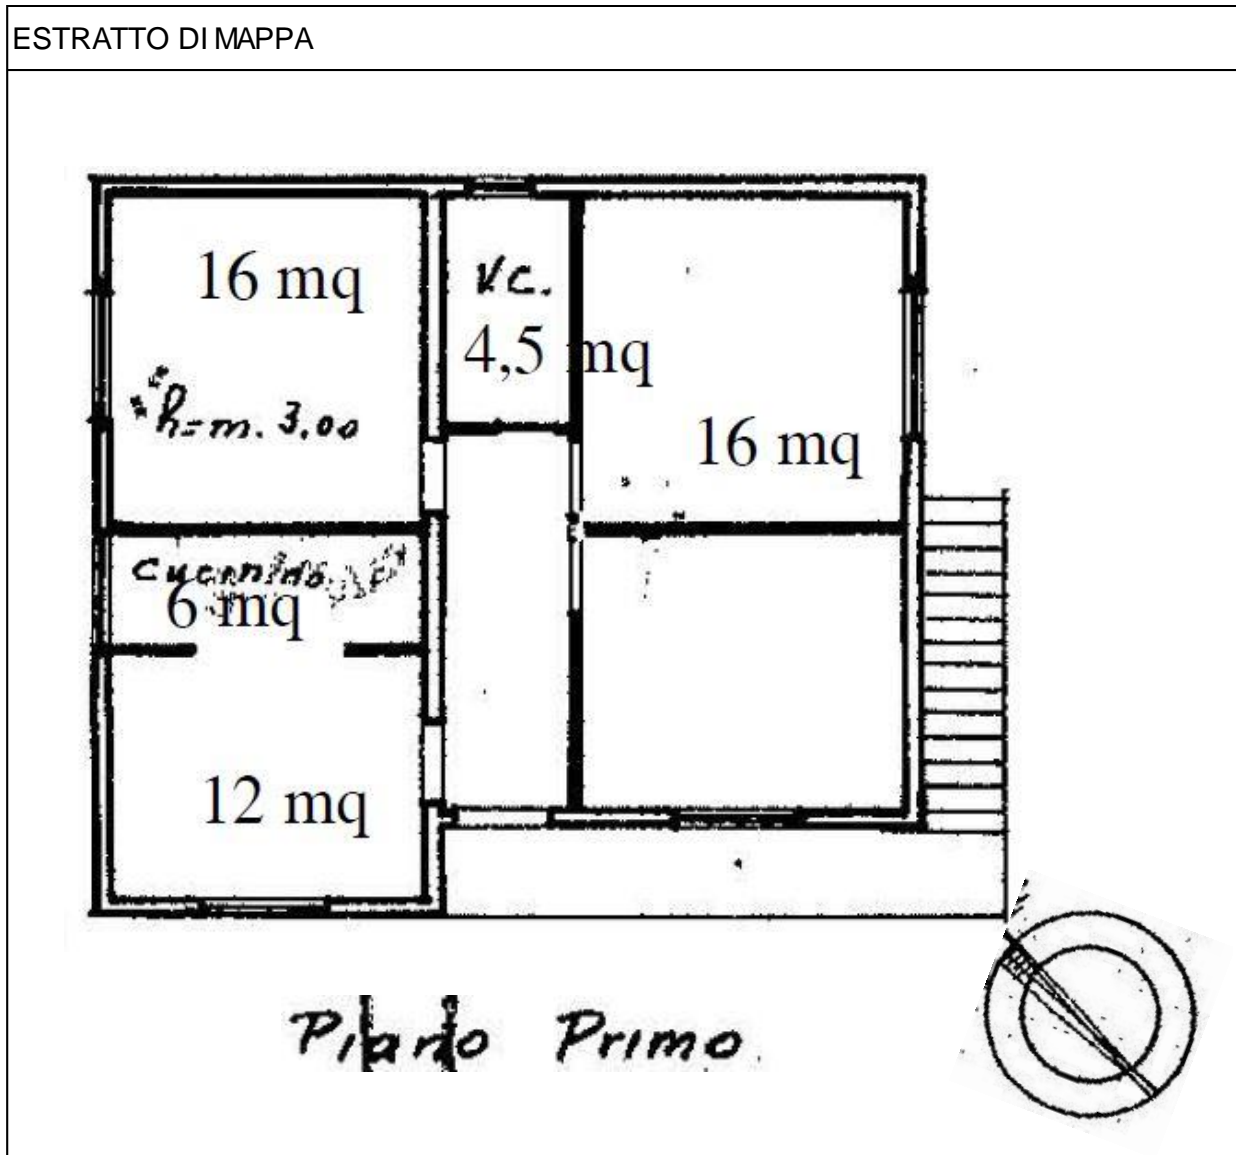 ESTRATTO DI MAPPA
16 mq
V.C.
4,5 mq
h=m. 3,00
16 mq
cucinino
6 mq
12 mq
Piano Primo